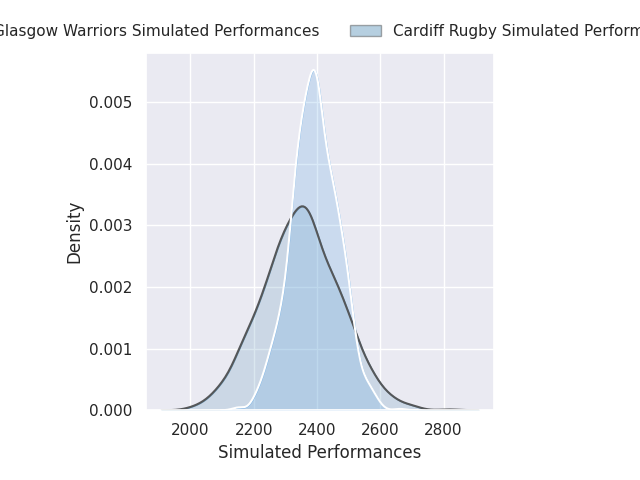 Glasgow Warriors Simulated Performances Cardiff Rugby Simulated Perform
0.005
0.004
0.003
0.002
0.001
0.000
Density
2000 2200 2400 2600 2800
Simulated Performances